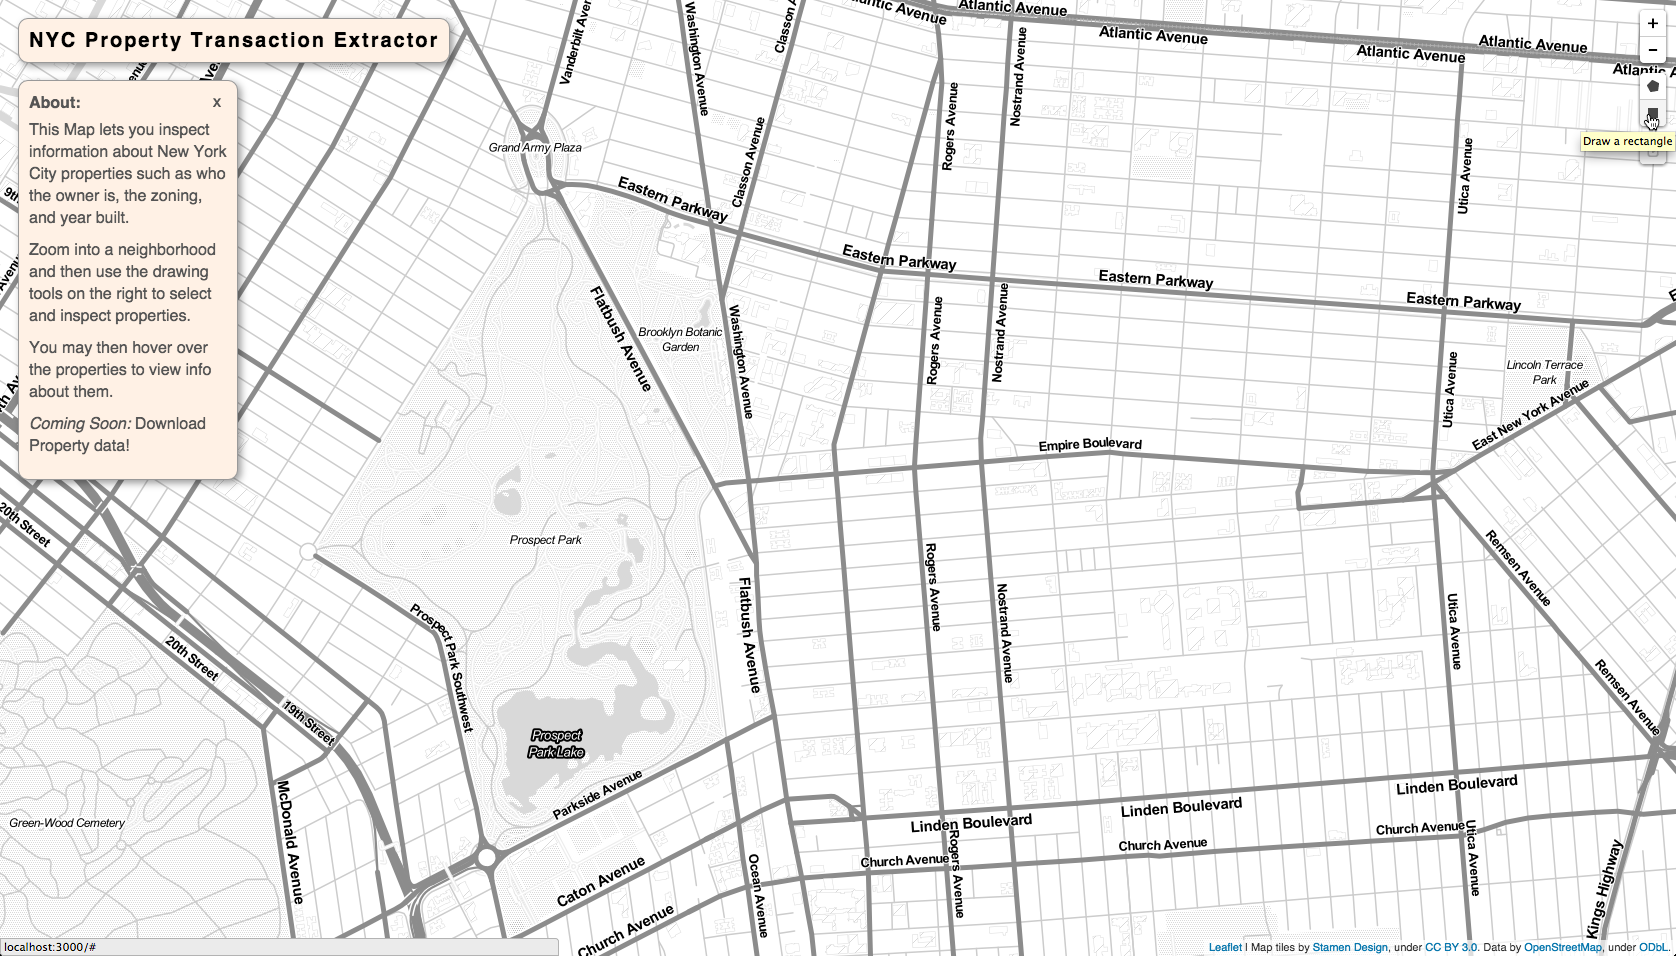 Atlantic Avenue
Atlantic Avenue
Atlantic Avenue
Atlantic Avenue
Atlantic Avenue
NYC Property Transaction Extractor
+
−
About:
x
This Map lets you inspect
information about New York
City properties such as who
the owner is, the zoning,
and year built.
Zoom into a neighborhood
and then use the drawing
tools on the right to select
and inspect properties.
You may then hover over
the properties to view info
about them.
Coming Soon: Download
Property data!
Draw a rectangle
Washington Avenue
Nostrand Avenue
Rogers Avenue
Classon Avenue
Utica Avenue
Grand Army Plaza
Eastern Parkway
Eastern Parkway
Eastern Parkway
Eastern Parkway
Flatbush Avenue
Brooklyn Botanic
Garden
Washington Avenue
Rogers Avenue
Nostrand Avenue
Utica Avenue
Lincoln Terrace
Park
East New York Avenue
Empire Boulevard
20th Street
Prospect Park
Remsen Avenue
Rogers Avenue
Nostrand Avenue
Flatbush Avenue
Utica Avenue
Prospect Park Southwest
20th Street
19th Street
Remsen Avenue
Prospect
Park Lake
Parkside Avenue
McDonald Avenue
Green-Wood Cemetery
Linden Boulevard
Linden Boulevard
Linden Boulevard
Church Avenue
Church Avenue
Church Avenue
Rogers Avenue
Utica Avenue
Caton Avenue
Ocean Avenue
Church Avenue
Kings Highway
localhost:3000/#
Leaflet | Map tiles by Stamen Design, under CC BY 3.0. Data by OpenStreetMap, under ODbL.